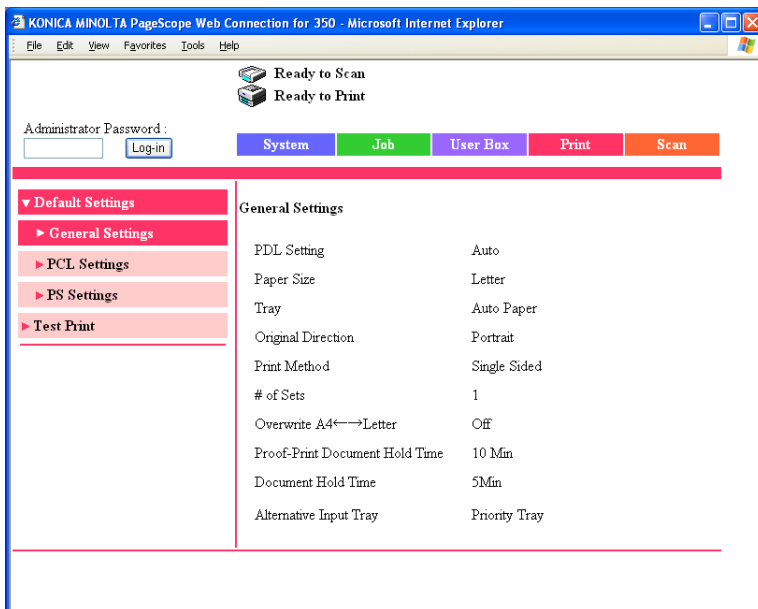 KONICA MINOLTA PageScope Web Connection for 350 - Microsoft Internet Explorer
File Edit View Favorites Tools Help
Ready to Scan
Ready to Print
Administrator Password :
Log-in
System Job User Box Print Scan
▼ Default Settings
► General Settings
► PCL Settings
► PS Settings
► Test Print
General Settings
PDL Setting Auto
Paper Size Letter
Tray Auto Paper
Original Direction Portrait
Print Method Single Sided
# of Sets 1
Overwrite A4←→Letter Off
Proof-Print Document Hold Time 10 Min
Document Hold Time 5Min
Alternative Input Tray Priority Tray